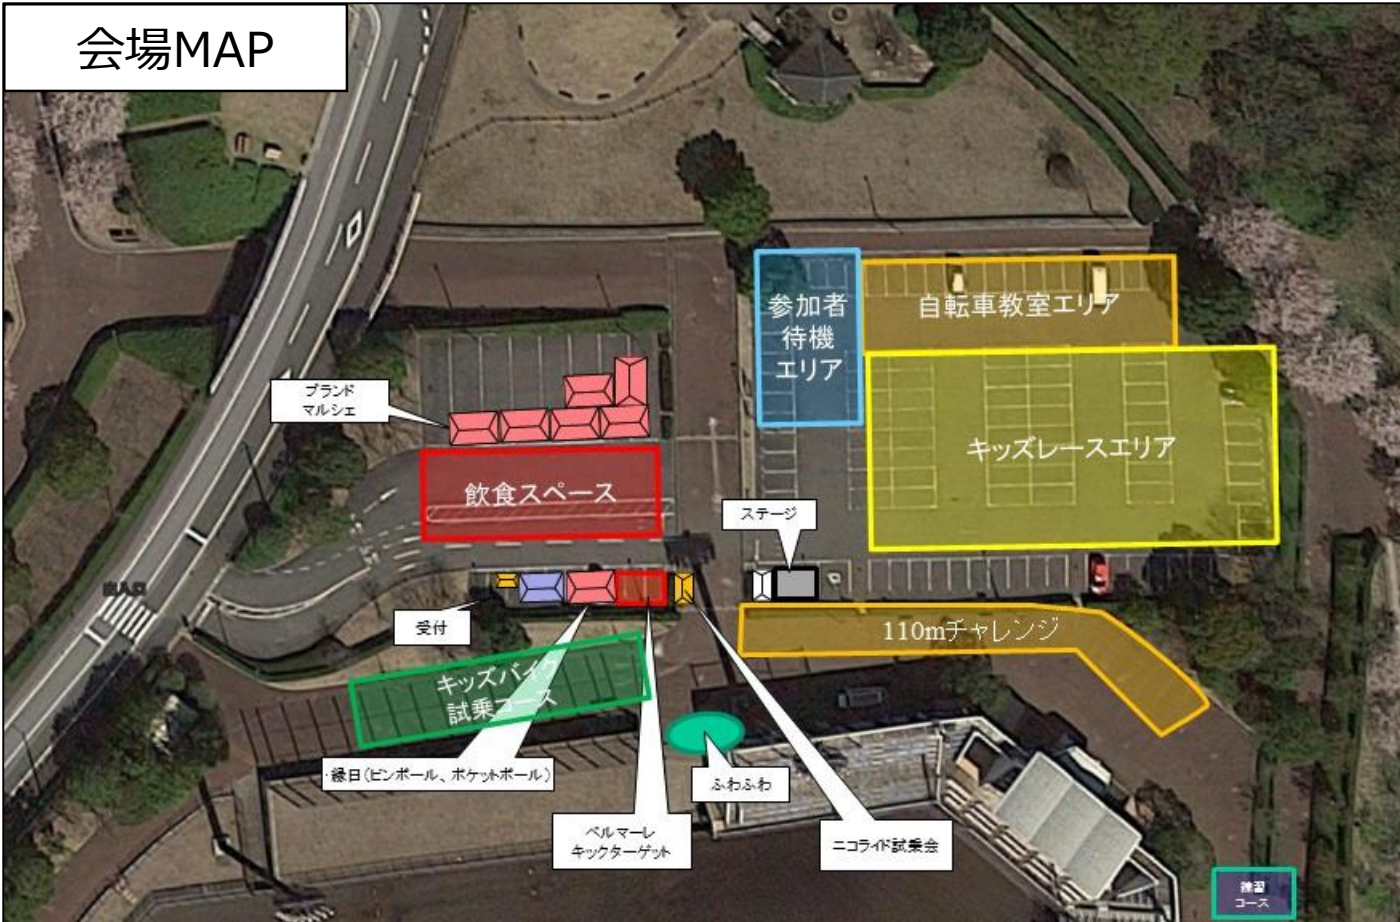 会場MAP
参加者
待機
エリア
自転車教室エリア
ブランド
マルシェ
キッズレースエリア
飲食スペース
ステージ
出入口
受付
110mチャレンジ
キッズバイク
試乗コース
・縁日(ピンボール、ポケットボール)
ふわふわ
ベルマーレ
キックターゲット
ニコライド試乗会
練習
コース